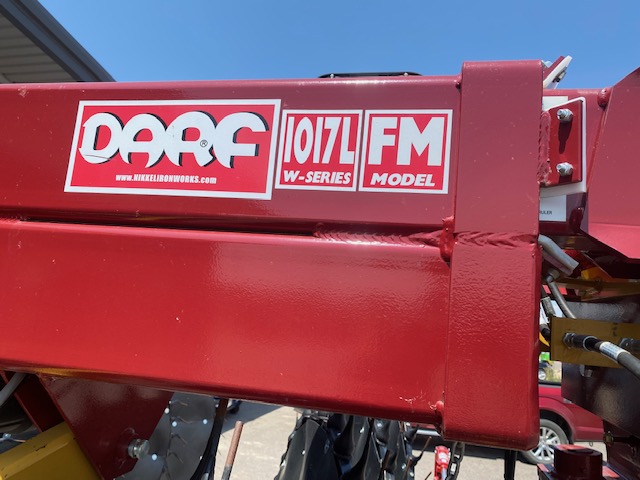 DARF®
WWW.NIKKELIRONWORKS.COM
1017L
W-SERIES
FM
MODEL